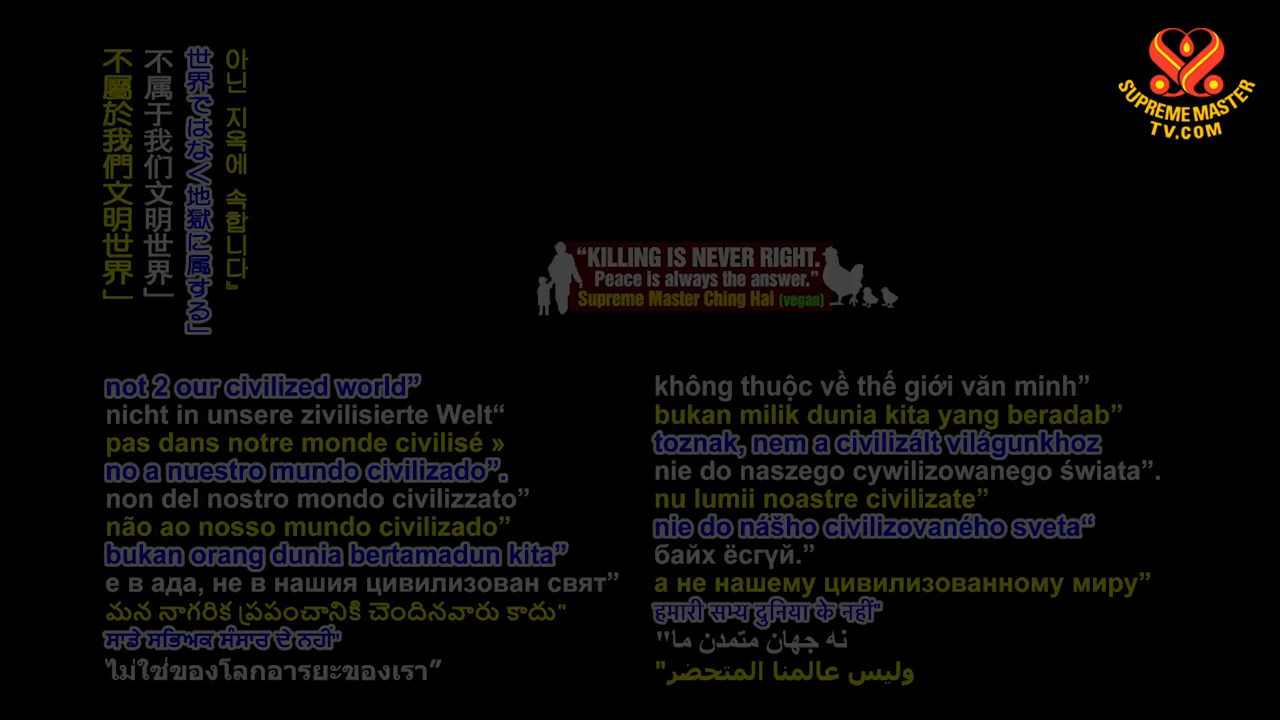 不屬於我們文明世界」
不属于我们文明世界」
世界ではなく地獄に属する」
아닌 지옥에 속합니다』
SUPREME MASTER
TV.COM
“KILLING IS NEVER RIGHT.
Peace is always the answer.”
Supreme Master Ching Hai (vegan)
not 2 our civilized world”
nicht in unsere zivilisierte Welt“
pas dans notre monde civilisé »
no a nuestro mundo civilizado”.
non del nostro mondo civilizzato”
não ao nosso mundo civilizado”
bukan orang dunia bertamadun kita”
е в ада, не в нашия цивилизован свят”
మన నాగరిక ప్రపంచానికి చెందినవారు కాదు"
ਸਾਡੇ ਸਭਿਅਕ ਸੰਸਾਰ ਦੇ ਨਹੀਂ"
ไม่ใช่ของโลกอารยะของเรา”
không thuộc về thế giới văn minh”
bukan milik dunia kita yang beradab”
toznak, nem a civilizált világunkhoz
nie do naszego cywilizowanego świata”.
nu lumii noastre civilizate”
nie do nášho civilizovaného sveta“
байх ёсгүй.”
а не нашему цивилизованному миру”
हमारी सभ्य दुनिया के नहीं"
نه جهان متمدن ما"
وليس عالمنا المتحضر"